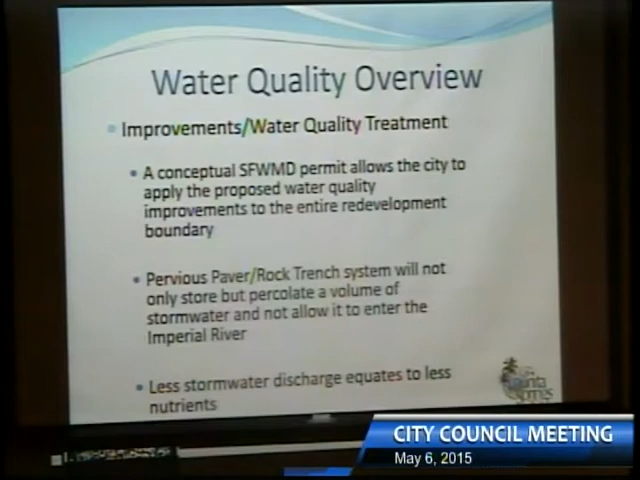 Water Quality Overview
Improvements/Water Quality Treatment
A conceptual SFWMD permit allows the city to
apply the proposed water quality
improvements to the entire redevelopment
boundary
Pervious Paver/Rock Trench system will not
only store but percolate a volume of
stormwater and not allow it to enter the
Imperial River
Less stormwater discharge equates to less
nutrients
Springs
CITY COUNCIL MEETING
May 6, 2015